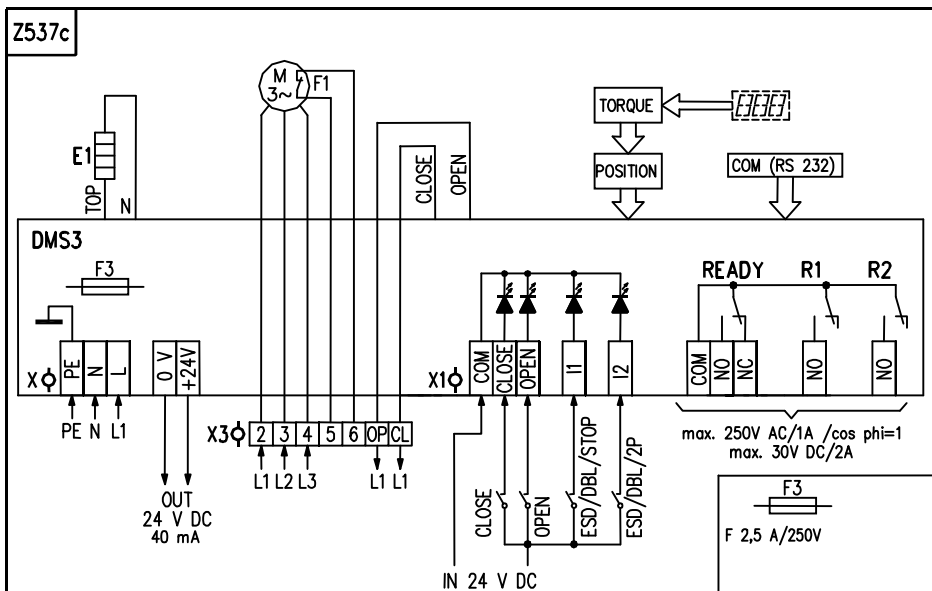 Z537c
M
3~
F1
E1
TOP
N
CLOSE
OPEN
TORQUE
POSITION
COM (RS 232)
DMS3
F3
READY
R1
R2
X
PE
N
L
0 V
+24V
X1
COM
CLOSE
OPEN
I1
I2
COM
NO
NC
NO
NO
PE N L1
X3
2
3
4
5
6
OP
CL
L1 L2 L3
L1 L1
OUT
24 V DC
40 mA
CLOSE
OPEN
ESD/DBL/STOP
ESD/DBL/2P
IN 24 V DC
max. 250V AC/1A /cos phi=1
max. 30V DC/2A
F3
F 2,5 A/250V